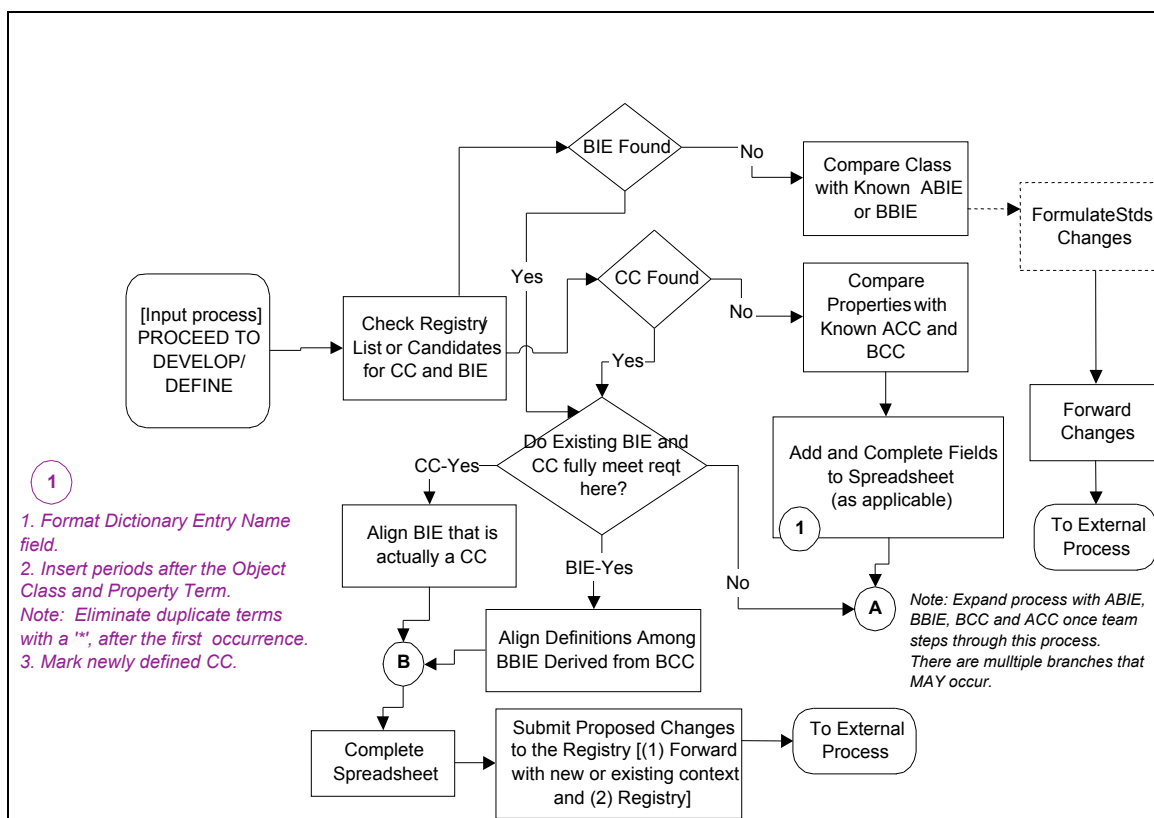 BIE Found
No
Compare Class
with Known ABIE
or BBIE
FormulateStds
Changes
Yes
CC Found
No
Compare
Properties with
Known ACC and
BCC
[Input process]
PROCEED TO
DEVELOP/
DEFINE
Check Registry/
List or Candidates
for CC and BIE
Yes
Forward
Changes
Do Existing BIE and
CC fully meet reqt
here?
CC-Yes
Add and Complete Fields
to Spreadsheet
(as applicable)
1
1
1. Format Dictionary Entry Name
field.
2. Insert periods after the Object
Class and Property Term.
Note: Eliminate duplicate terms
with a '*', after the first occurrence.
3. Mark newly defined CC.
Align BIE that is
actually a CC
BIE-Yes
No
To External
Process
A
Note: Expand process with ABIE,
BBIE, BCC and ACC once team
steps through this process.
There are mulltiple branches that
MAY occur.
B
Align Definitions Among
BBIE Derived from BCC
Complete
Spreadsheet
Submit Proposed Changes
to the Registry [(1) Forward
with new or existing context
and (2) Registry]
To External
Process